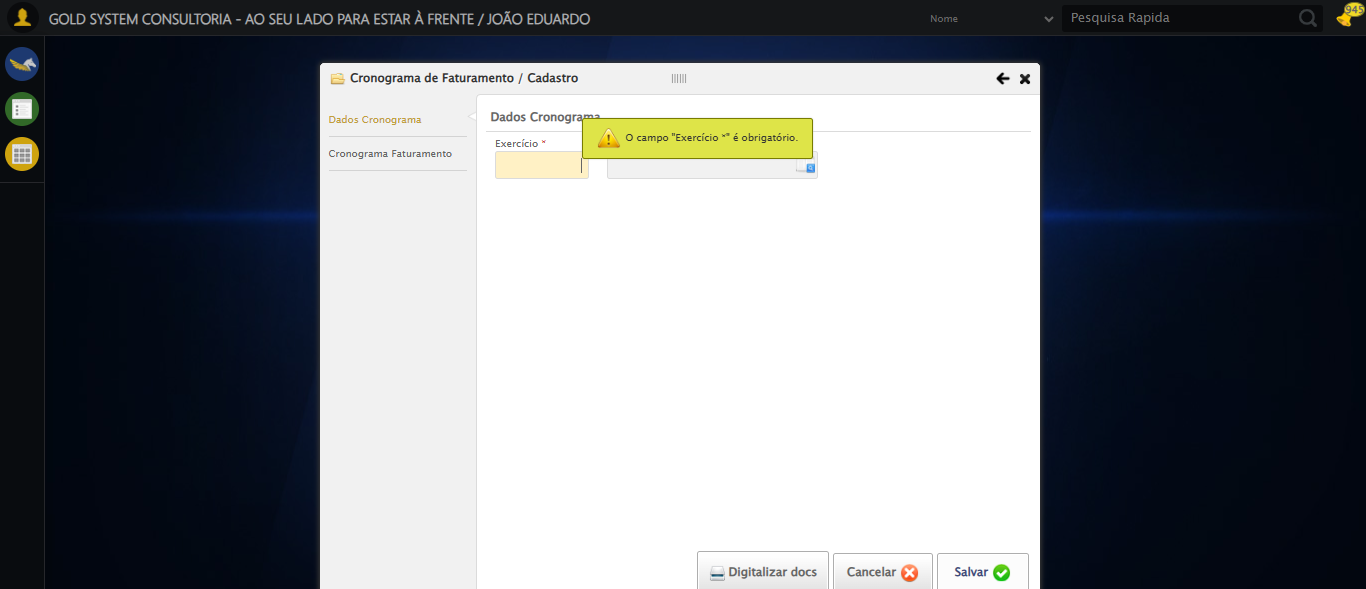 GOLD SYSTEM CONSULTORIA - AO SEU LADO PARA ESTAR À FRENTE / JOÃO EDUARDO
Nome
Pesquisa Rapida
945
Cronograma de Faturamento / Cadastro
Dados Cronograma
Cronograma Faturamento
Dados Cronograma
O campo "Exercício *" é obrigatório.
Exercício *
Digitalizar docs
Cancelar
Salvar